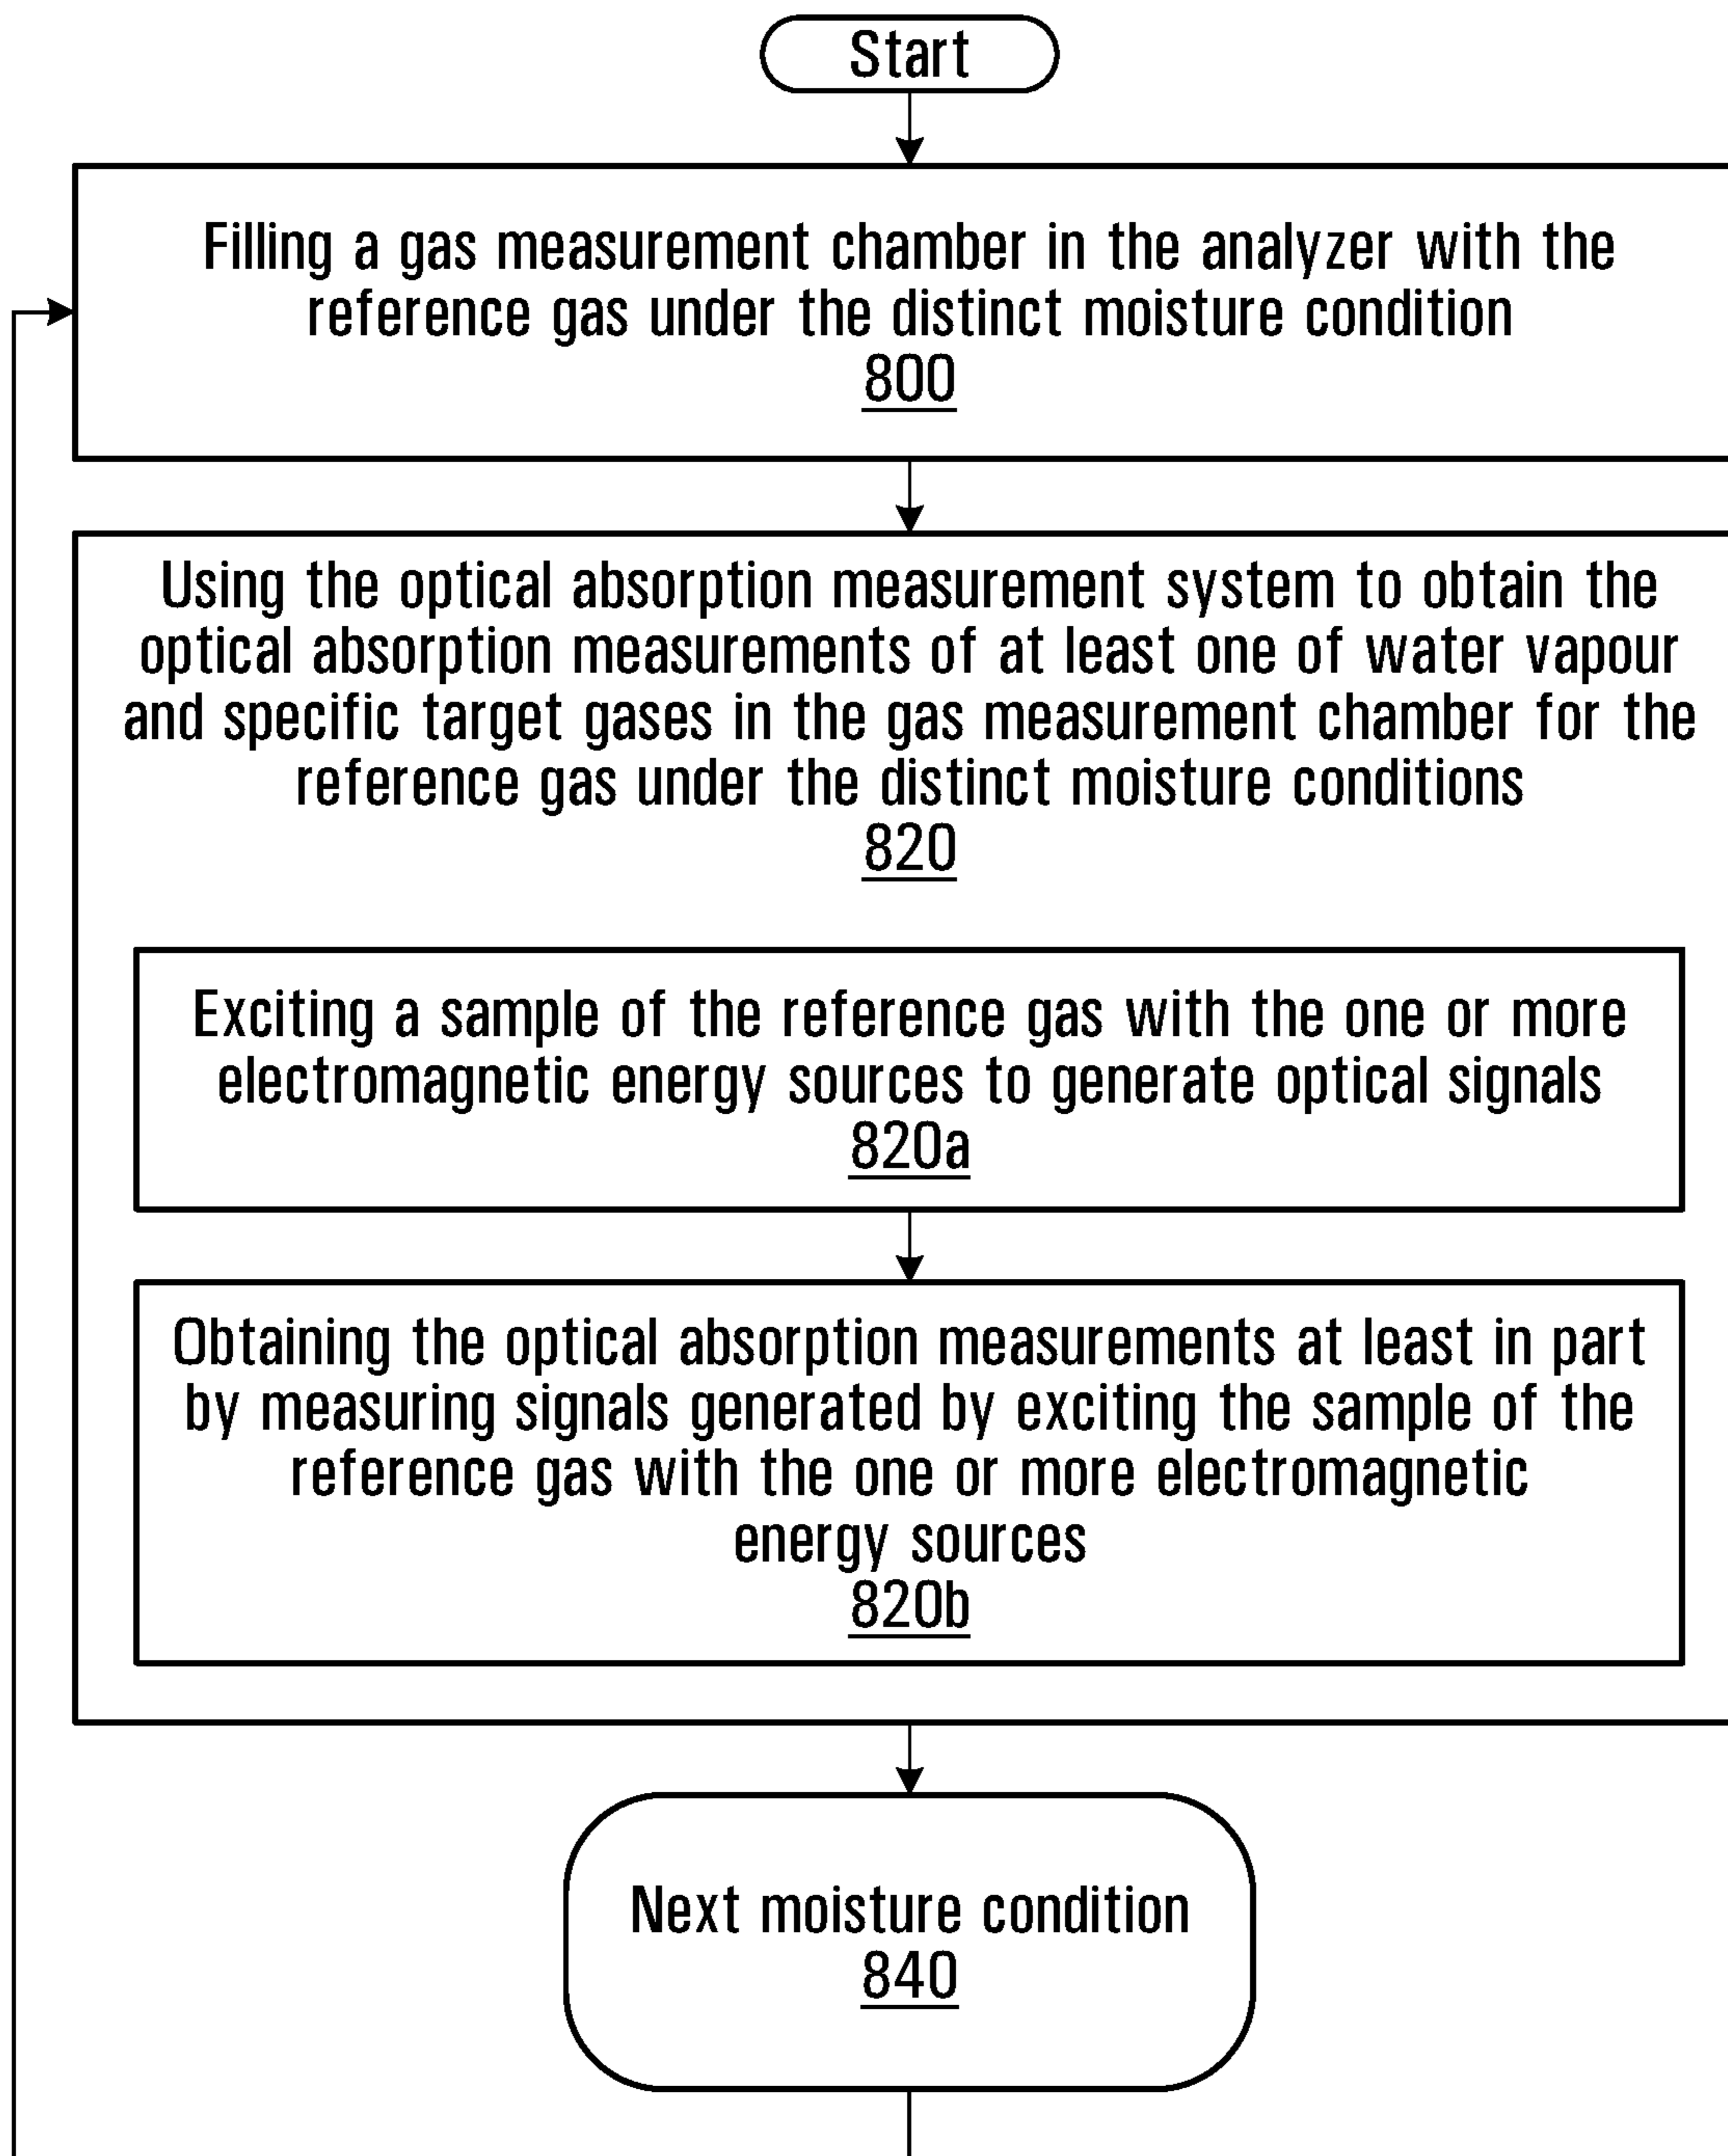 Start
Filling a gas measurement chamber in the analyzer with the
reference gas under the distinct moisture condition
800
Using the optical absorption measurement system to obtain the
optical absorption measurements of at least one of water vapour
and specific target gases in the gas measurement chamber for the
reference gas under the distinct moisture conditions
820
Exciting a sample of the reference gas with the one or more
electromagnetic energy sources to generate optical signals
820a
Obtaining the optical absorption measurements at least in part
by measuring signals generated by exciting the sample of the
reference gas with the one or more electromagnetic
energy sources
820b
Next moisture condition
840